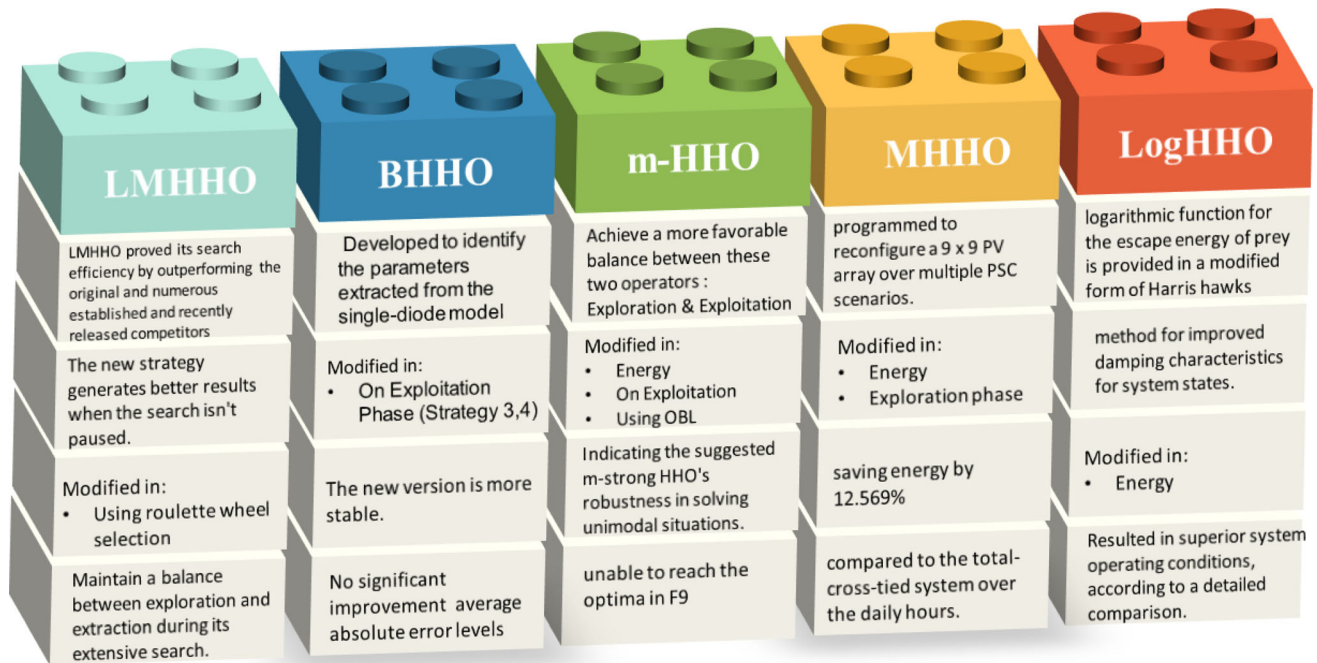 LMHHO
LMHHO proved its search
efficiency by outperforming the
original and numerous
established and recently
released competitors
The new strategy
generates better results
when the search isn't
paused.
Modified in:
• Using roulette wheel
selection
Maintain a balance
between exploration and
extraction during its
extensive search.
BHHO
Developed to identify
the parameters
extracted from the
single-diode model
Modified in:
• On Exploitation
Phase (Strategy 3,4)
The new version is more
stable.
No significant
improvement average
absolute error levels
m-HHO
Achieve a more favorable
balance between these
two operators :
Exploration & Exploitation
Modified in:
• Energy
• On Exploitation
• Using OBL
Indicating the suggested
m-strong HHO's
robustness in solving
unimodal situations.
unable to reach the
optima in F9
MHHO
programmed to
reconfigure a 9 x 9 PV
array over multiple PSC
scenarios.
Modified in:
• Energy
• Exploration phase
saving energy by
12.569%
compared to the total-
cross-tied system over
the daily hours.
LogHHO
logarithmic function for
the escape energy of prey
is provided in a modified
form of Harris hawks
method for improved
damping characteristics
for system states.
Modified in:
• Energy
Resulted in superior system
operating conditions,
according to a detailed
comparison.